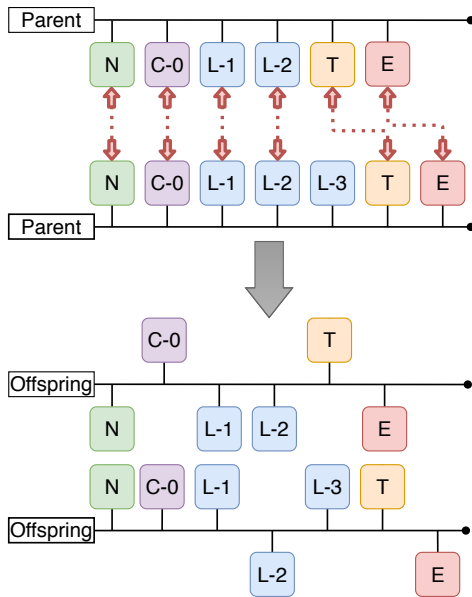 Parent
N C-0 L-1 L-2 T E
N C-0 L-1 L-2 L-3 T E
Parent
C-0 T
Offspring
N L-1 L-2 E
N C-0 L-1 L-3 T
Offspring
L-2 E